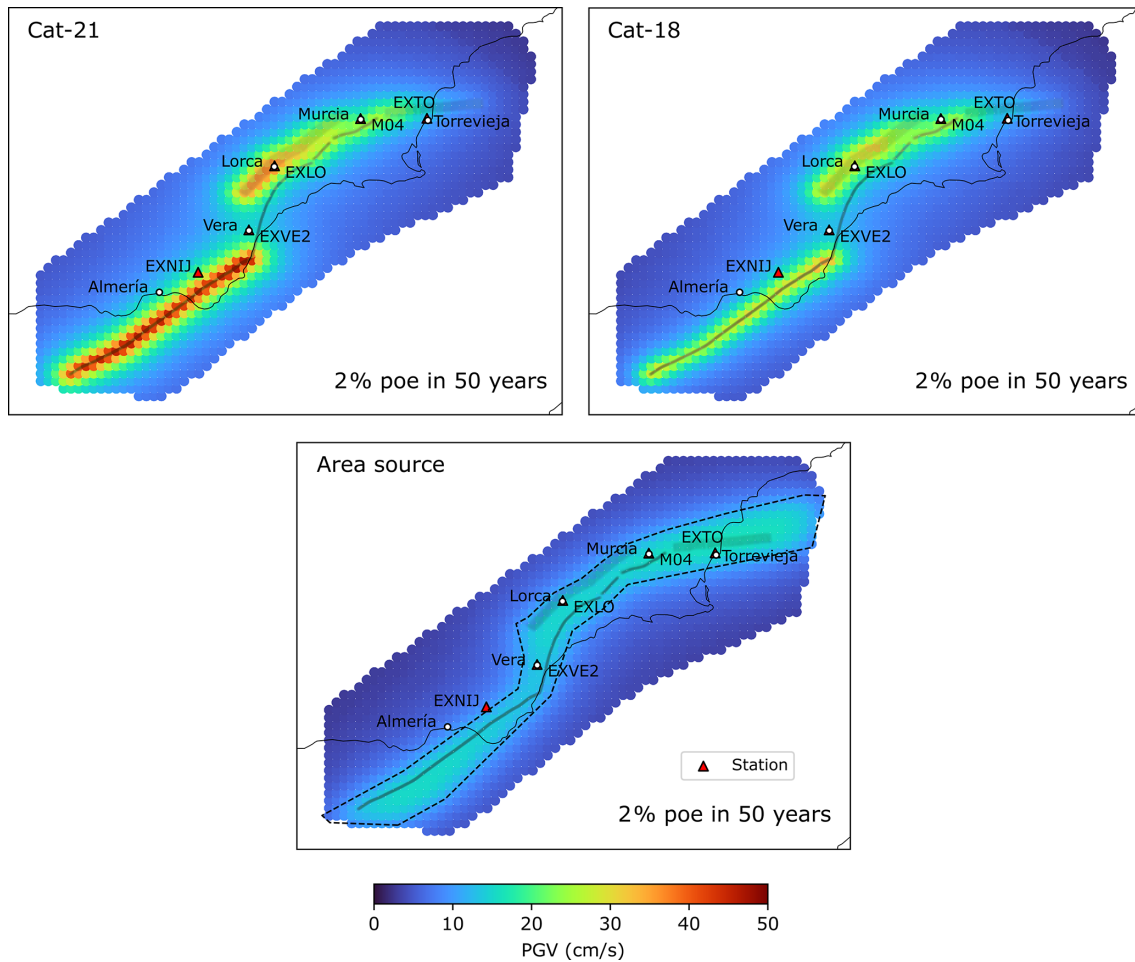 Cat-21
EXTO
Murcia
M04
Torrevieja
Lorca
EXLO
Vera
EXVE2
EXNIJ
Almería
2% poe in 50 years
Cat-18
EXTO
Murcia
M04
Torrevieja
Lorca
EXLO
Vera
EXVE2
EXNIJ
Almería
2% poe in 50 years
Area source
EXTO
Murcia
M04
Torrevieja
Lorca
EXLO
Vera
EXVE2
EXNIJ
Almería
Station
2% poe in 50 years
0 10 20 30 40 50
PGV (cm/s)